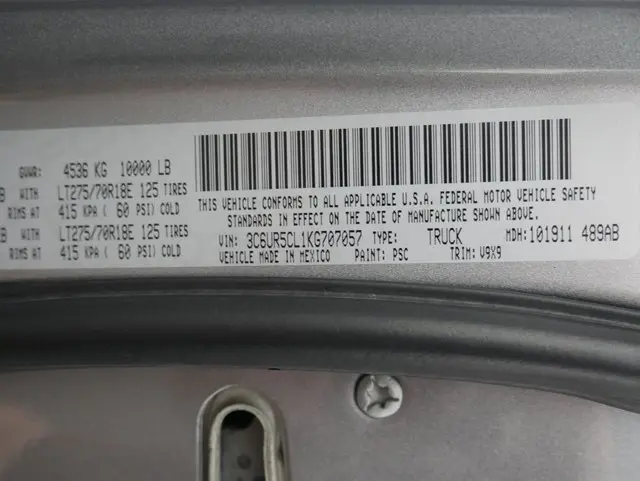 GVWR: 4536 KG 10000 LB
B WITH LT275/70R18E 125 TIRES
RIMS AT 415 KPA ( 60 PSI) COLD
B WITH LT275/70R18E 125 TIRES
RIMS AT 415 KPA ( 60 PSI) COLD
THIS VEHICLE CONFORMS TO ALL APPLICABLE U.S.A. FEDERAL MOTOR VEHICLE SAFETY
STANDARDS IN EFFECT ON THE DATE OF MANUFACTURE SHOWN ABOVE.
VIN: 3C6UR5CL1KG707057 TYPE: TRUCK MDH:101911 489AB
VEHICLE MADE IN MEXICO PAINT: PSC TRIM: V9X9